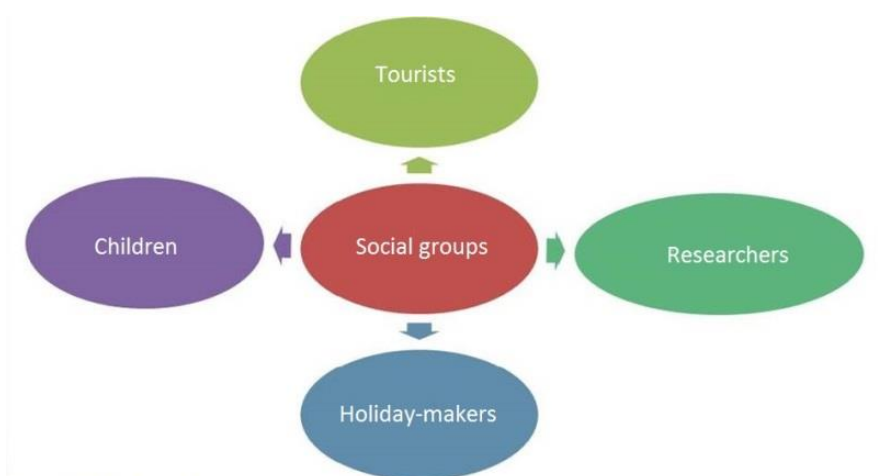 Tourists
Children
Social groups
Researchers
Holiday-makers